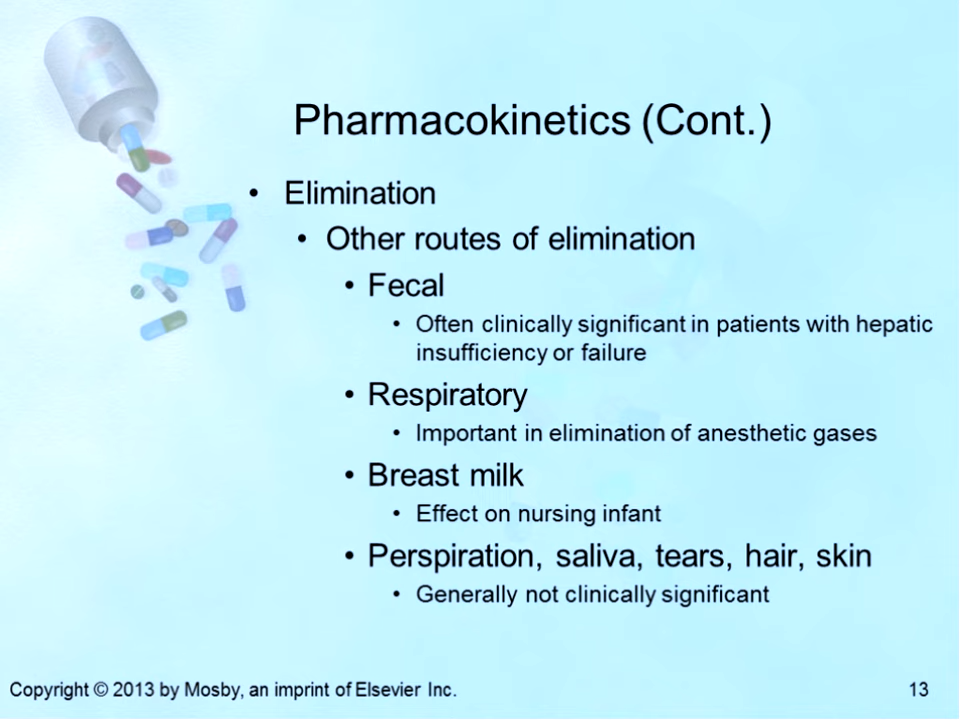 Pharmacokinetics (Cont.)
• Elimination
• Other routes of elimination
• Fecal
• Often clinically significant in patients with hepatic
insufficiency or failure
• Respiratory
• Important in elimination of anesthetic gases
• Breast milk
• Effect on nursing infant
• Perspiration, saliva, tears, hair, skin
• Generally not clinically significant
Copyright © 2013 by Mosby, an imprint of Elsevier Inc.
13